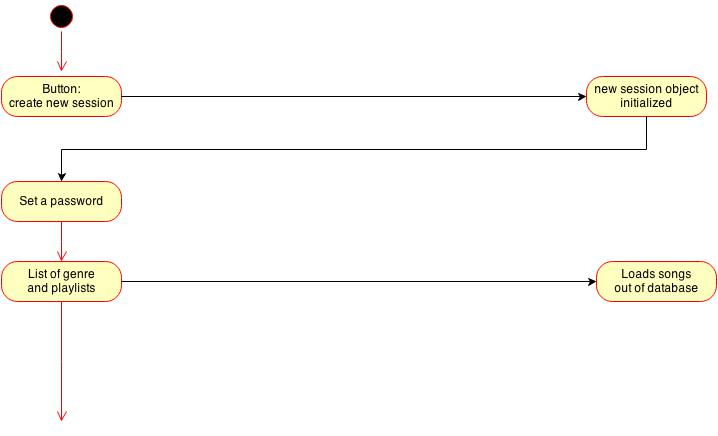 Button:
create new session
new session object
initialized
Set a password
List of genre
and playlists
Loads songs
out of database